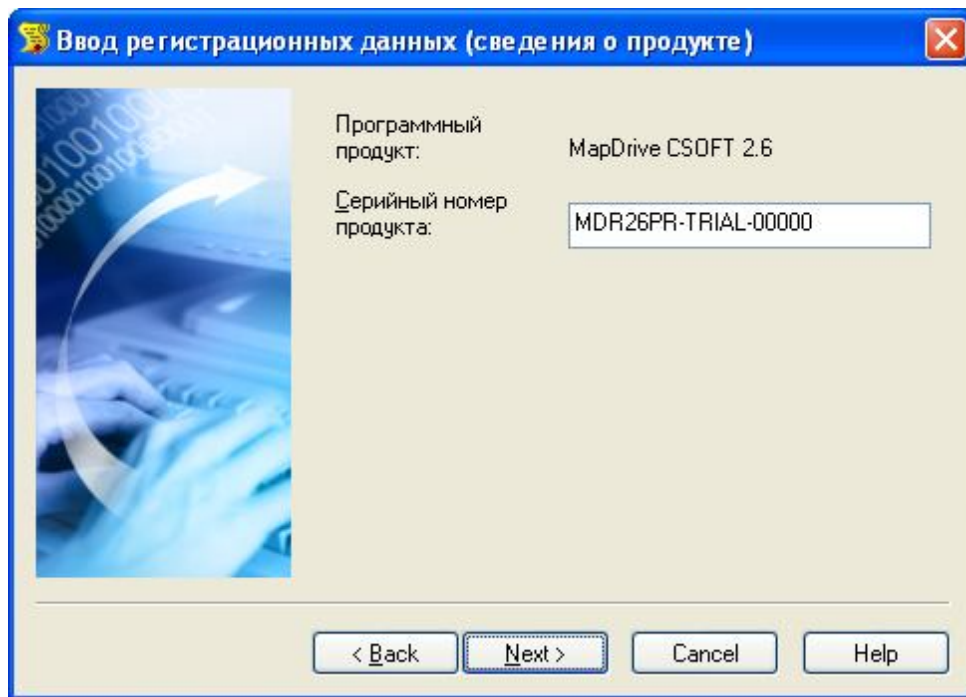 Ввод регистрационных данных (сведения о продукте)
Программный
продукт:
MapDrive CSOFT 2.6
Серийный номер
продукта:
MDR26PR-TRIAL-00000
< Back
Next >
Cancel
Help